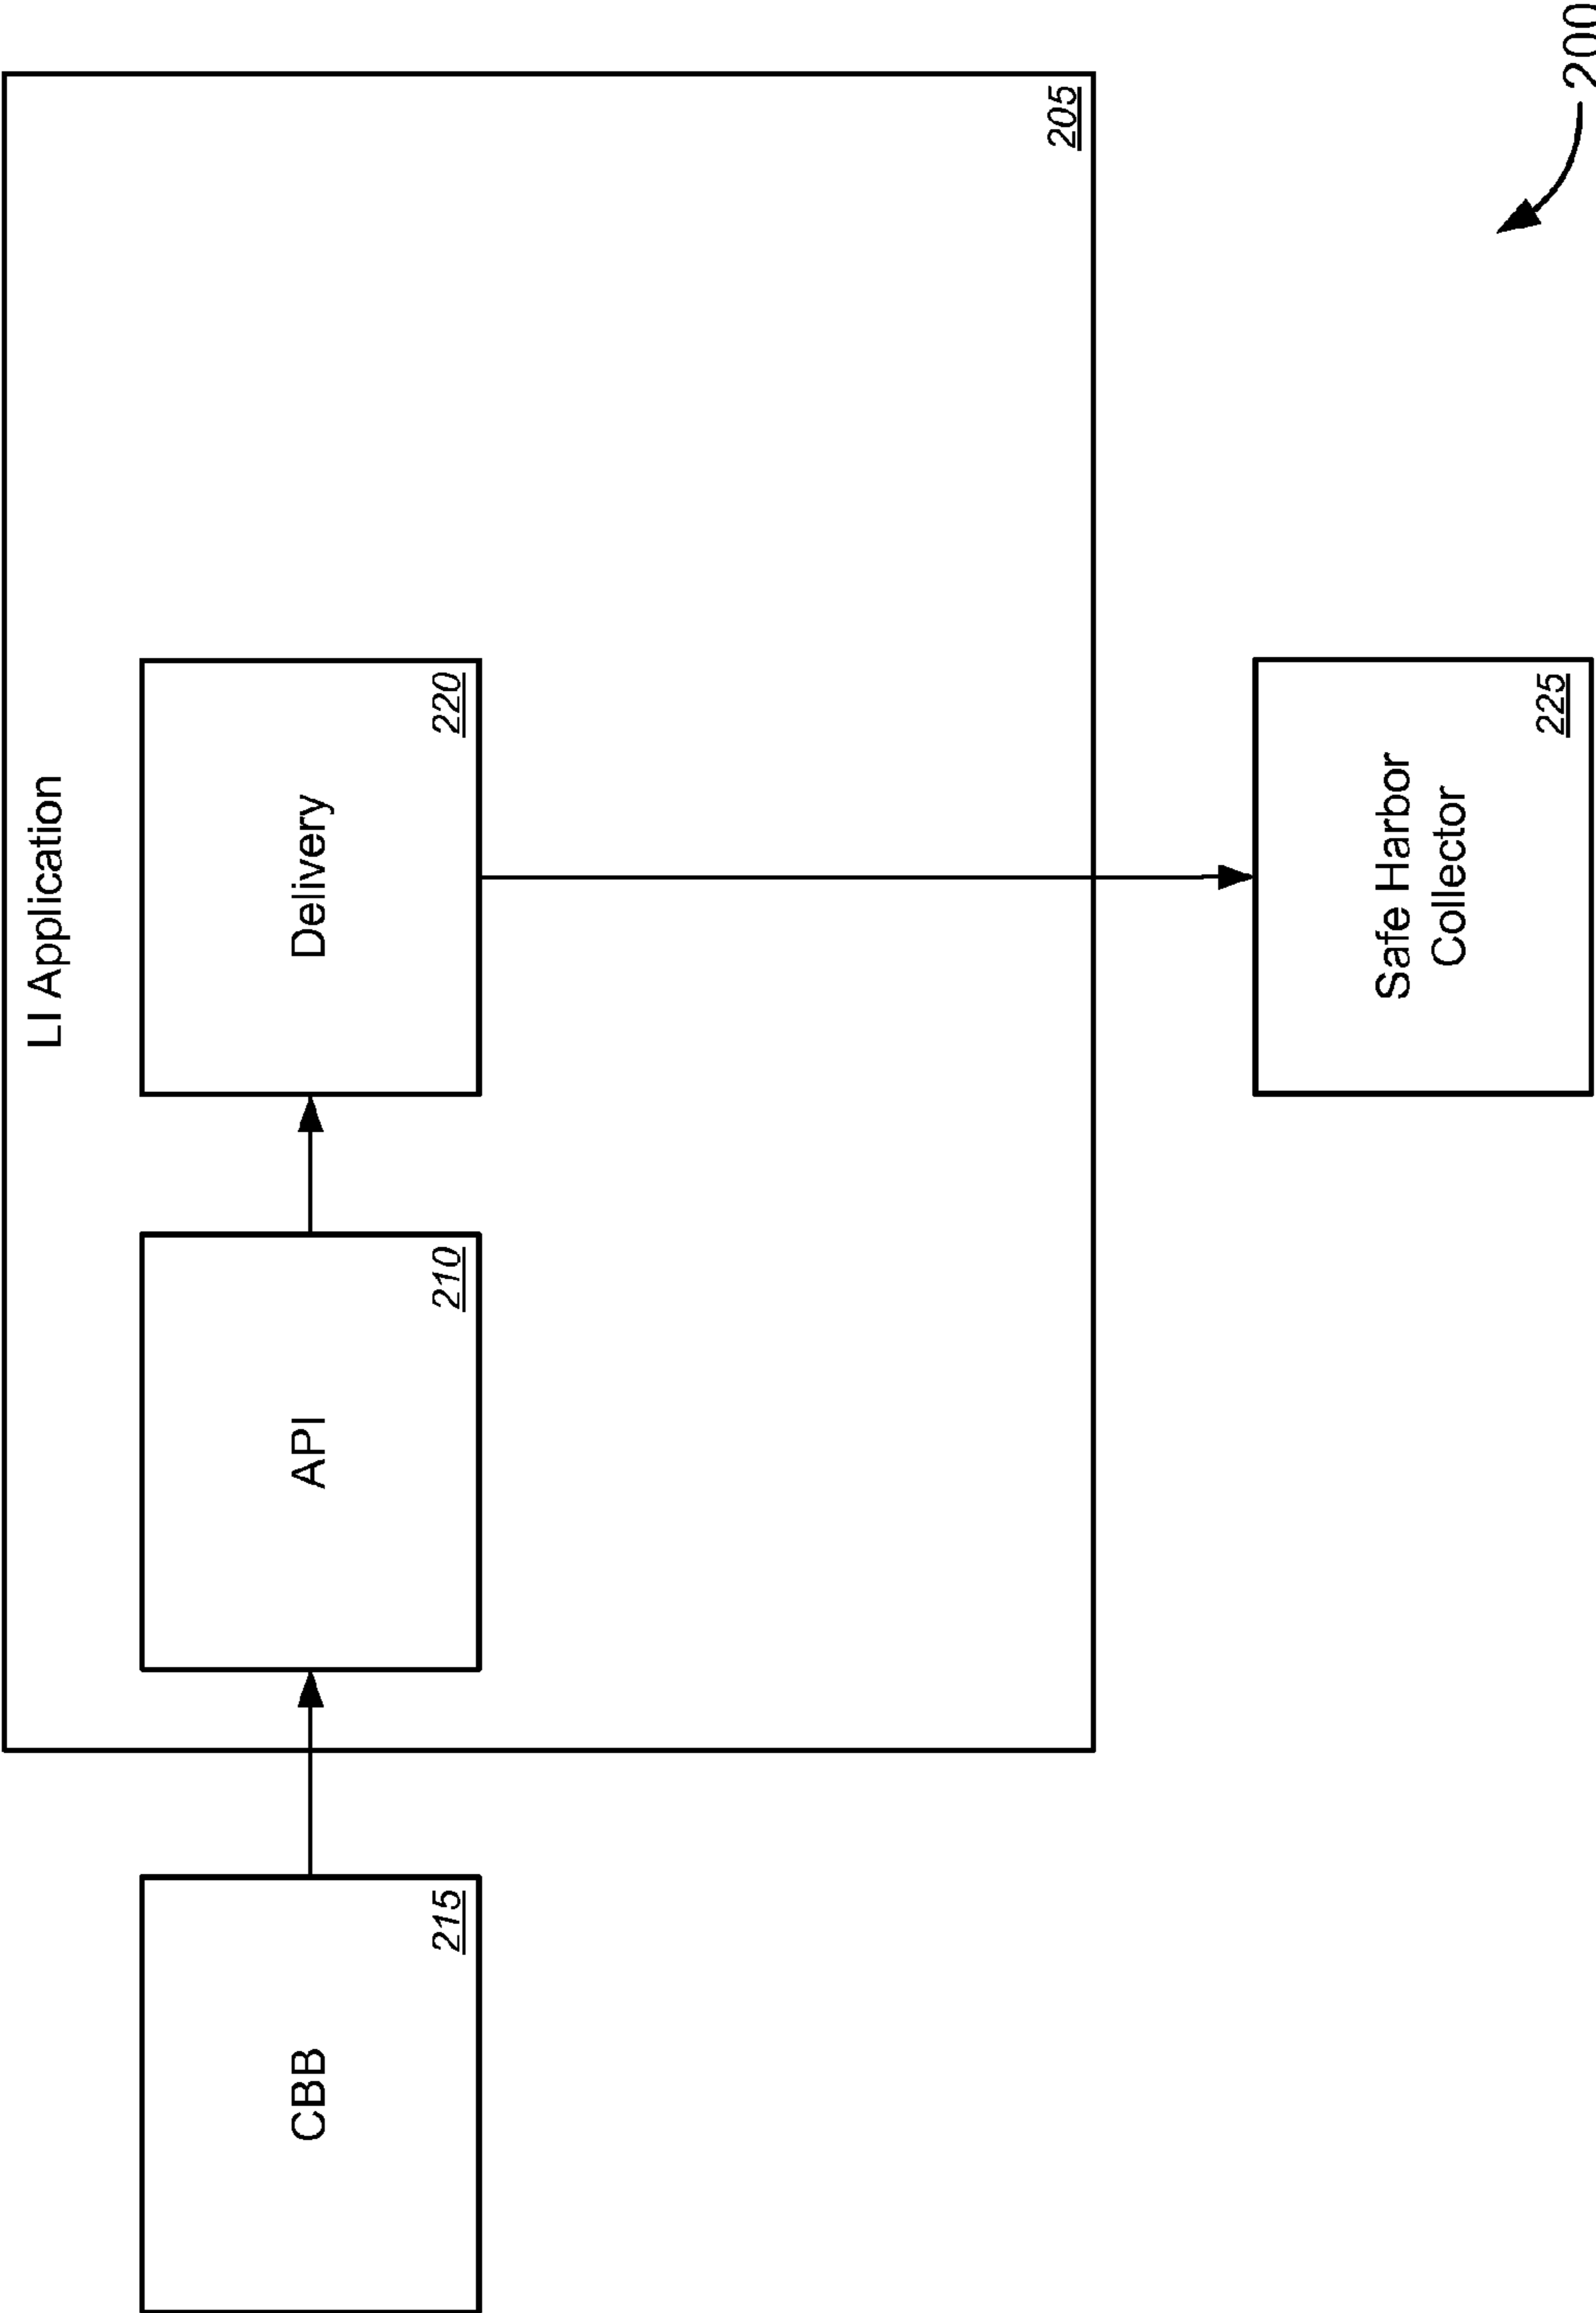 LI Application
CBB
215
API
210
Delivery
220
205
Safe Harbor
Collector
225
200